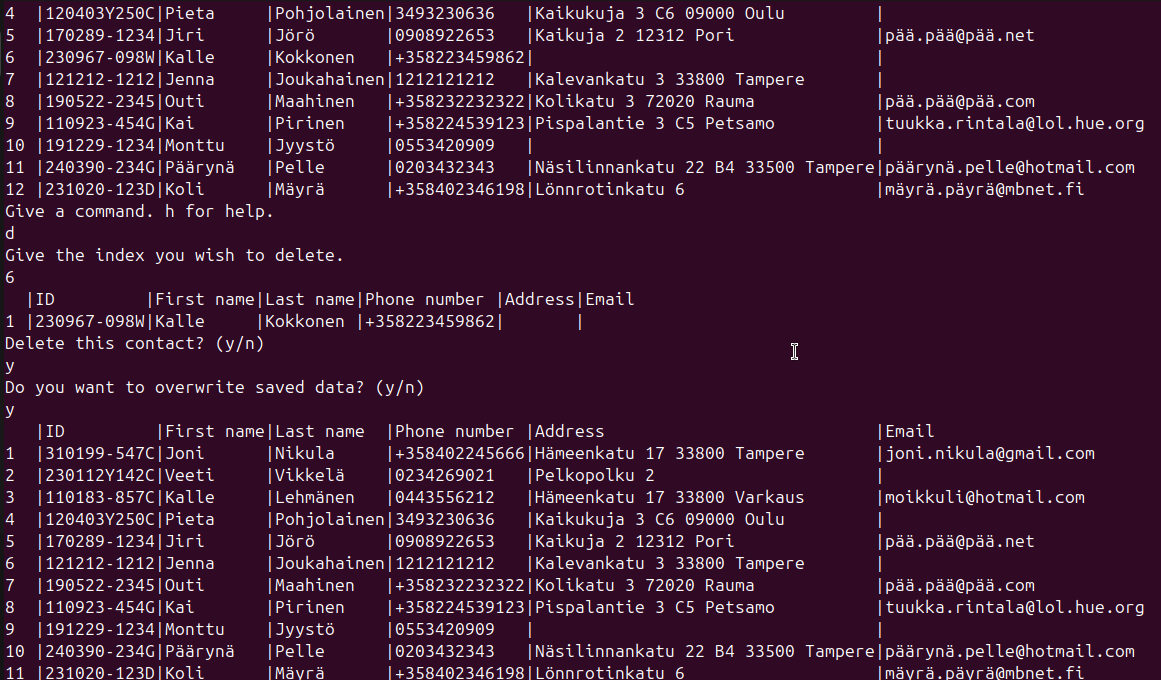 4  |120403Y250C|Pieta     |Pohjolainen|3493230636   |Kaikukuja 3 C6 09000 Oulu         |
5  |170289-1234|Jiri      |Jörö       |0908922653   |Kaikuja 2 12312 Pori              |pää.pää@pää.net
6  |230967-098W|Kalle     |Kokkonen   |+358223459862|                                  |
7  |121212-1212|Jenna     |Joukahainen|1212121212   |Kalevankatu 3 33800 Tampere       |
8  |190522-2345|Outi      |Maahinen   |+358232232322|Kolikatu 3 72020 Rauma            |pää.pää@pää.com
9  |110923-454G|Kai       |Pirinen    |+358224539123|Pispalantie 3 C5 Petsamo          |tuukka.rintala@lol.hue.org
10 |191229-1234|Monttu    |Jyystö     |0553420909   |                                  |
11 |240390-234G|Päärynä   |Pelle      |0203432343   |Näsilinnankatu 22 B4 33500 Tampere|päärynä.pelle@hotmail.com
12 |231020-123D|Koli      |Mäyrä      |+358402346198|Lönnrotinkatu 6                   |mäyrä.päyrä@mbnet.fi
Give a command. h for help.
d
Give the index you wish to delete.
6
  |ID         |First name|Last name|Phone number |Address|Email
1 |230967-098W|Kalle     |Kokkonen |+358223459862|       |
Delete this contact? (y/n)
y
Do you want to overwrite saved data? (y/n)
y
   |ID         |First name|Last name  |Phone number |Address                           |Email
1  |310199-547C|Joni      |Nikula     |+358402245666|Hämeenkatu 17 33800 Tampere       |joni.nikula@gmail.com
2  |230112Y142C|Veeti     |Vikkelä    |0234269021   |Pelkopolku 2                      |
3  |110183-857C|Kalle     |Lehmänen   |0443556212   |Hämeenkatu 17 33800 Varkaus       |moikkuli@hotmail.com
4  |120403Y250C|Pieta     |Pohjolainen|3493230636   |Kaikukuja 3 C6 09000 Oulu         |
5  |170289-1234|Jiri      |Jörö       |0908922653   |Kaikuja 2 12312 Pori              |pää.pää@pää.net
6  |121212-1212|Jenna     |Joukahainen|1212121212   |Kalevankatu 3 33800 Tampere       |
7  |190522-2345|Outi      |Maahinen   |+358232232322|Kolikatu 3 72020 Rauma            |pää.pää@pää.com
8  |110923-454G|Kai       |Pirinen    |+358224539123|Pispalantie 3 C5 Petsamo          |tuukka.rintala@lol.hue.org
9  |191229-1234|Monttu    |Jyystö     |0553420909   |                                  |
10 |240390-234G|Päärynä   |Pelle      |0203432343   |Näsilinnankatu 22 B4 33500 Tampere|päärynä.pelle@hotmail.com
11 |231020-123D|Koli      |Mäyrä      |+358402346198|Lönnrotinkatu 6                   |mäyrä.päyrä@mbnet.fi